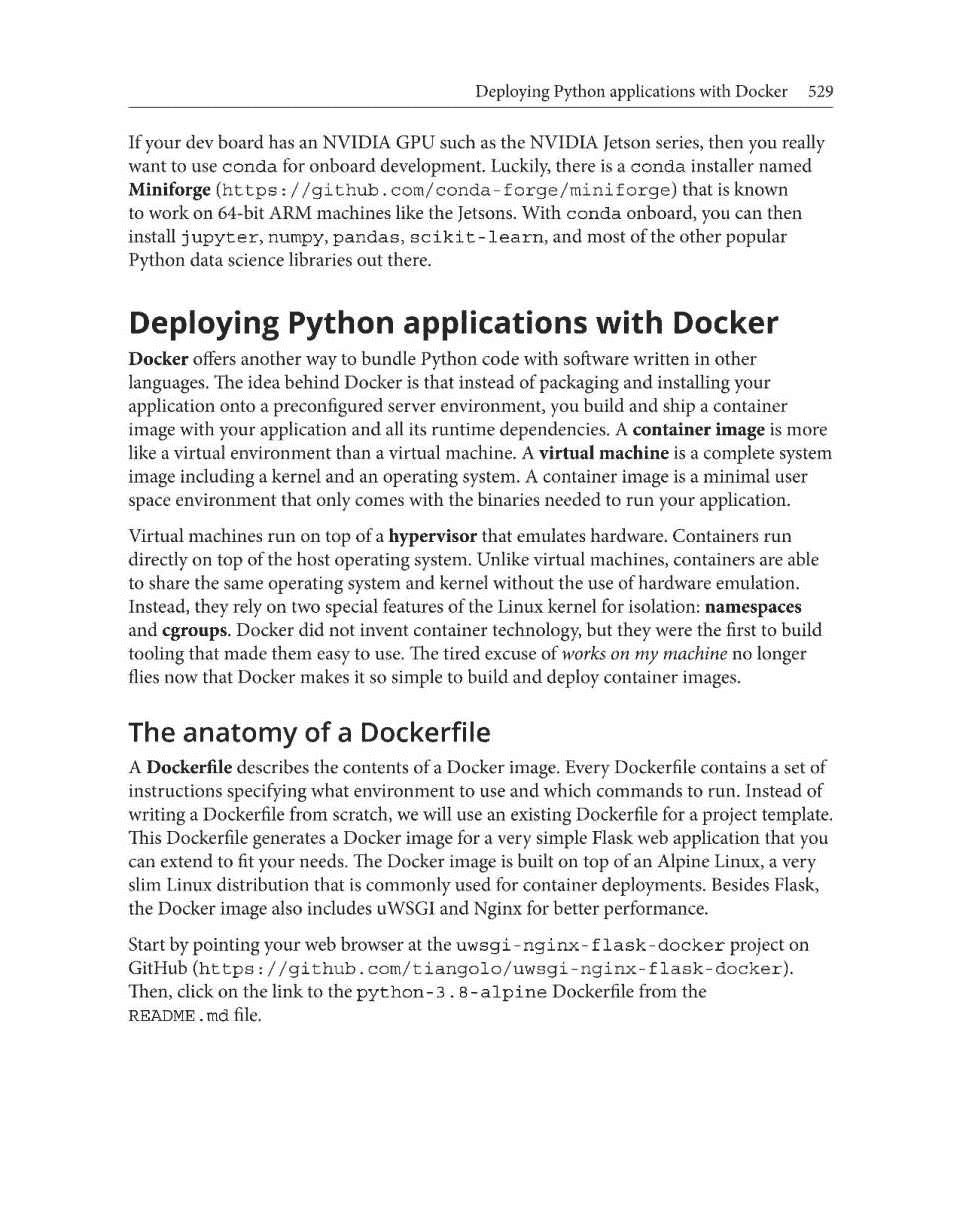 Deploying Python applications with Docker 529
If your dev board has an NVIDIA GPU such as the NVIDIA Jetson series, then you really
want to use conda for onboard development. Luckily, there is a conda installer named
Miniforge (https://github.com/conda-forge/miniforge) that is known
to work on 64-bit ARM machines like the Jetsons. With conda onboard, you can then
install jupyter, numpy, pandas, scikit-learn, and most of the other popular
Python data science libraries out there.
Deploying Python applications with Docker
Docker offers another way to bundle Python code with software written in other
languages. The idea behind Docker is that instead of packaging and installing your
application onto a preconfigured server environment, you build and ship a container
image with your application and all its runtime dependencies. A container image is more
like a virtual environment than a virtual machine. A virtual machine is a complete system
image including a kernel and an operating system. A container image is a minimal user
space environment that only comes with the binaries needed to run your application.
Virtual machines run on top of a hypervisor that emulates hardware. Containers run
directly on top of the host operating system. Unlike virtual machines, containers are able
to share the same operating system and kernel without the use of hardware emulation.
Instead, they rely on two special features of the Linux kernel for isolation: namespaces
and cgroups. Docker did not invent container technology, but they were the first to build
tooling that made them easy to use. The tired excuse of works on my machine no longer
flies now that Docker makes it so simple to build and deploy container images.
The anatomy of a Dockerfile
A Dockerfile describes the contents of a Docker image. Every Dockerfile contains a set of
instructions specifying what environment to use and which commands to run. Instead of
writing a Dockerfile from scratch, we will use an existing Dockerfile for a project template.
This Dockerfile generates a Docker image for a very simple Flask web application that you
can extend to fit your needs. The Docker image is built on top of an Alpine Linux, a very
slim Linux distribution that is commonly used for container deployments. Besides Flask,
the Docker image also includes uWSGI and Nginx for better performance.
Start by pointing your web browser at the uwsgi-nginx-flask-docker project on
GitHub (https://github.com/tiangolo/uwsgi-nginx-flask-docker).
Then, click on the link to the python-3.8-alpine Dockerfile from the
README.md file.